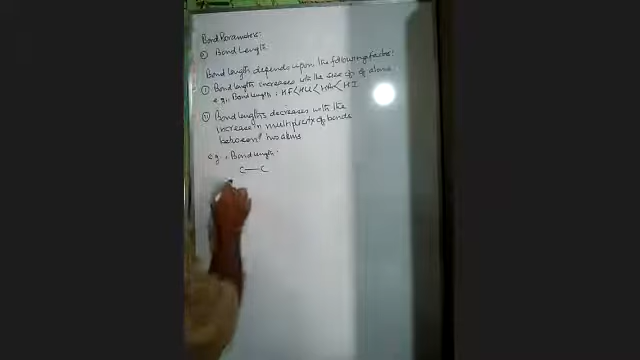 Bond Parameters:
Bond Length
Bond length depends upon the following factors:
(i) Bond length increases with the size of atoms
e.g., Bond length: HF < HCl < HBr < HI
(ii) Bond length decreases with the
increase in multiplicity of bonds
between two atoms
e.g., Bond length:
C — C